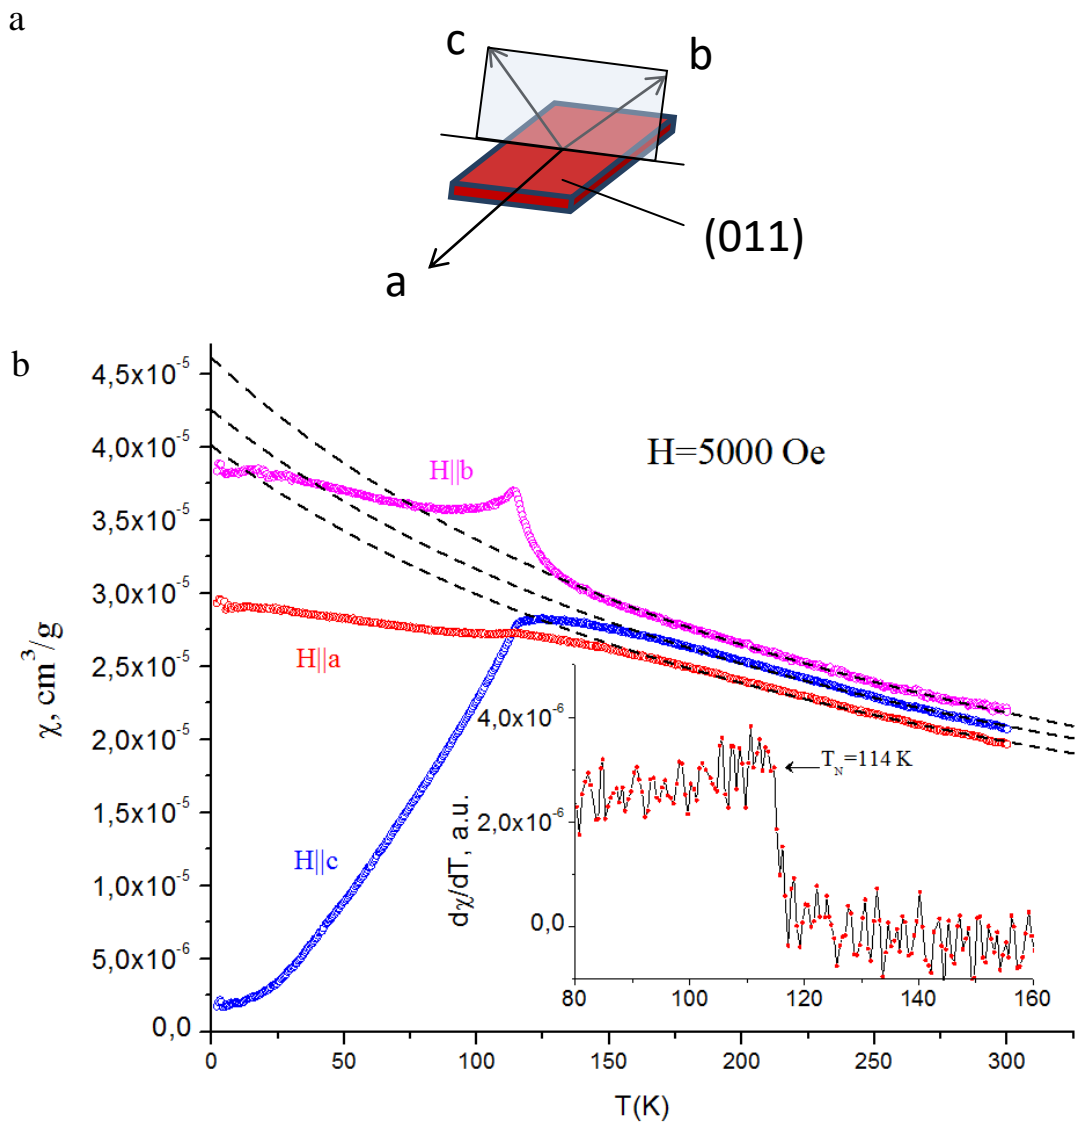 a
c
b
(011)
a
b
χ, cm³/g
4,5x10⁻⁵
4,0x10⁻⁵
3,5x10⁻⁵
3,0x10⁻⁵
2,5x10⁻⁵
2,0x10⁻⁵
1,5x10⁻⁵
1,0x10⁻⁵
5,0x10⁻⁶
0,0
H=5000 Oe
H||b
H||a
H||c
dχ/dT, a.u.
4,0x10⁻⁶
2,0x10⁻⁶
0,0
T_N=114 K
80 100 120 140 160
0 50 100 150 200 250 300
T(K)